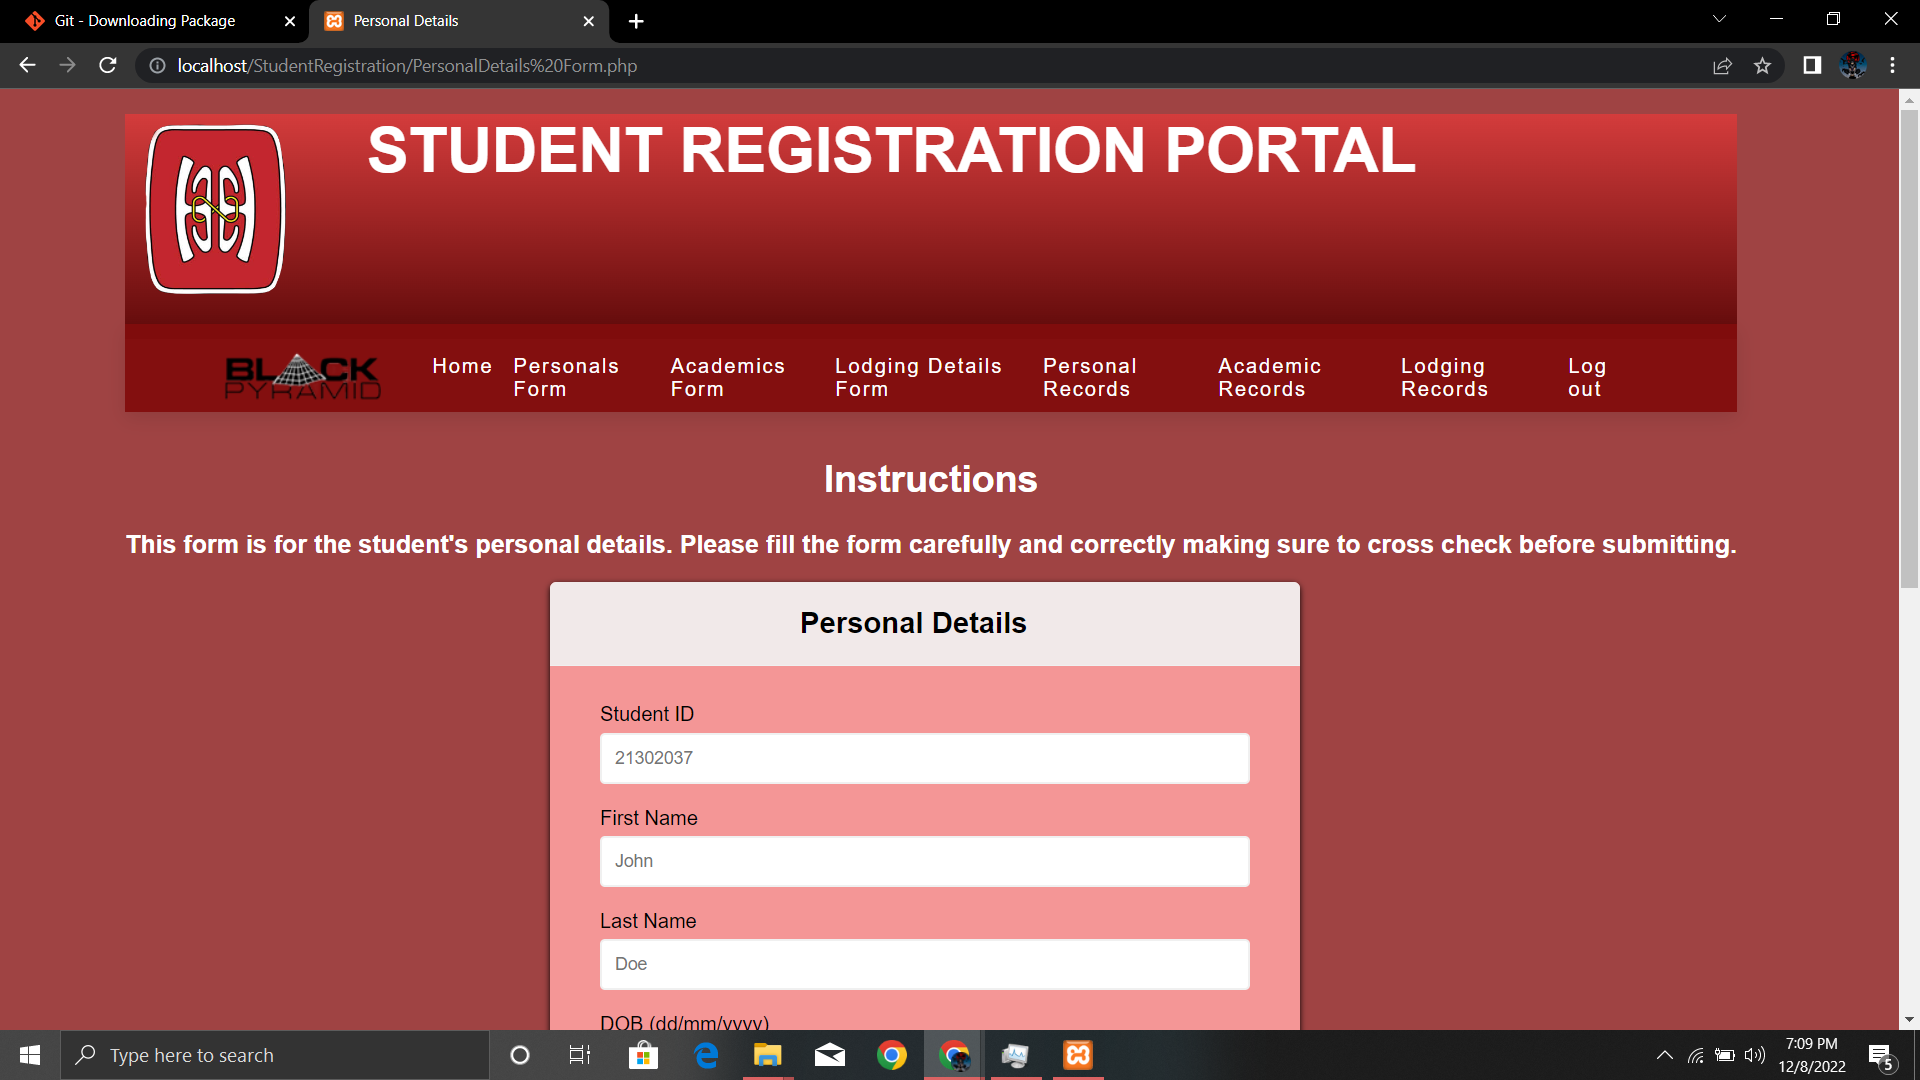 Git - Downloading Package
Personal Details
localhost/StudentRegistration/PersonalDetails%20Form.php
STUDENT REGISTRATION PORTAL
BLACK
PYRAMID
Home
Personals
Form
Academics
Form
Lodging Details
Form
Personal
Records
Academic
Records
Lodging
Records
Log
out
Instructions
This form is for the student's personal details. Please fill the form carefully and correctly making sure to cross check before submitting.
Personal Details
Student ID
21302037
First Name
John
Last Name
Doe
DOB (dd/mm/yyyy)
Type here to search
7:09 PM
12/8/2022
5